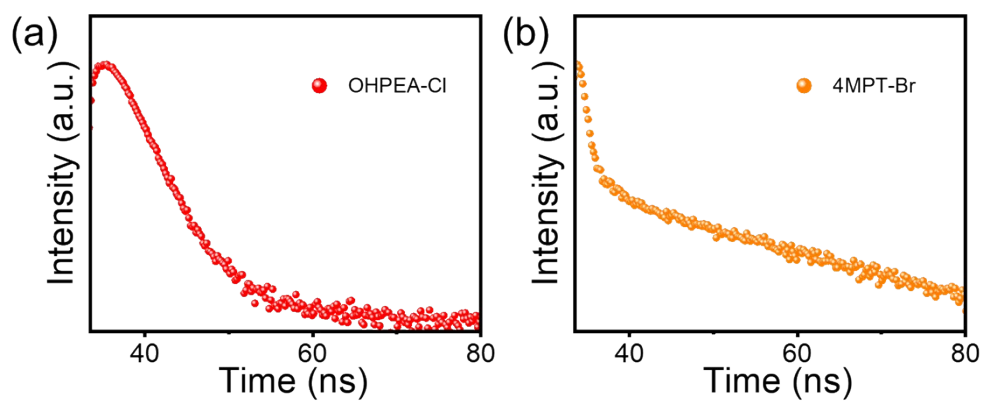 (a)
OHPEA-Cl
Intensity (a.u.)
40
60
80
Time (ns)
(b)
4MPT-Br
Intensity (a.u.)
40
60
80
Time (ns)